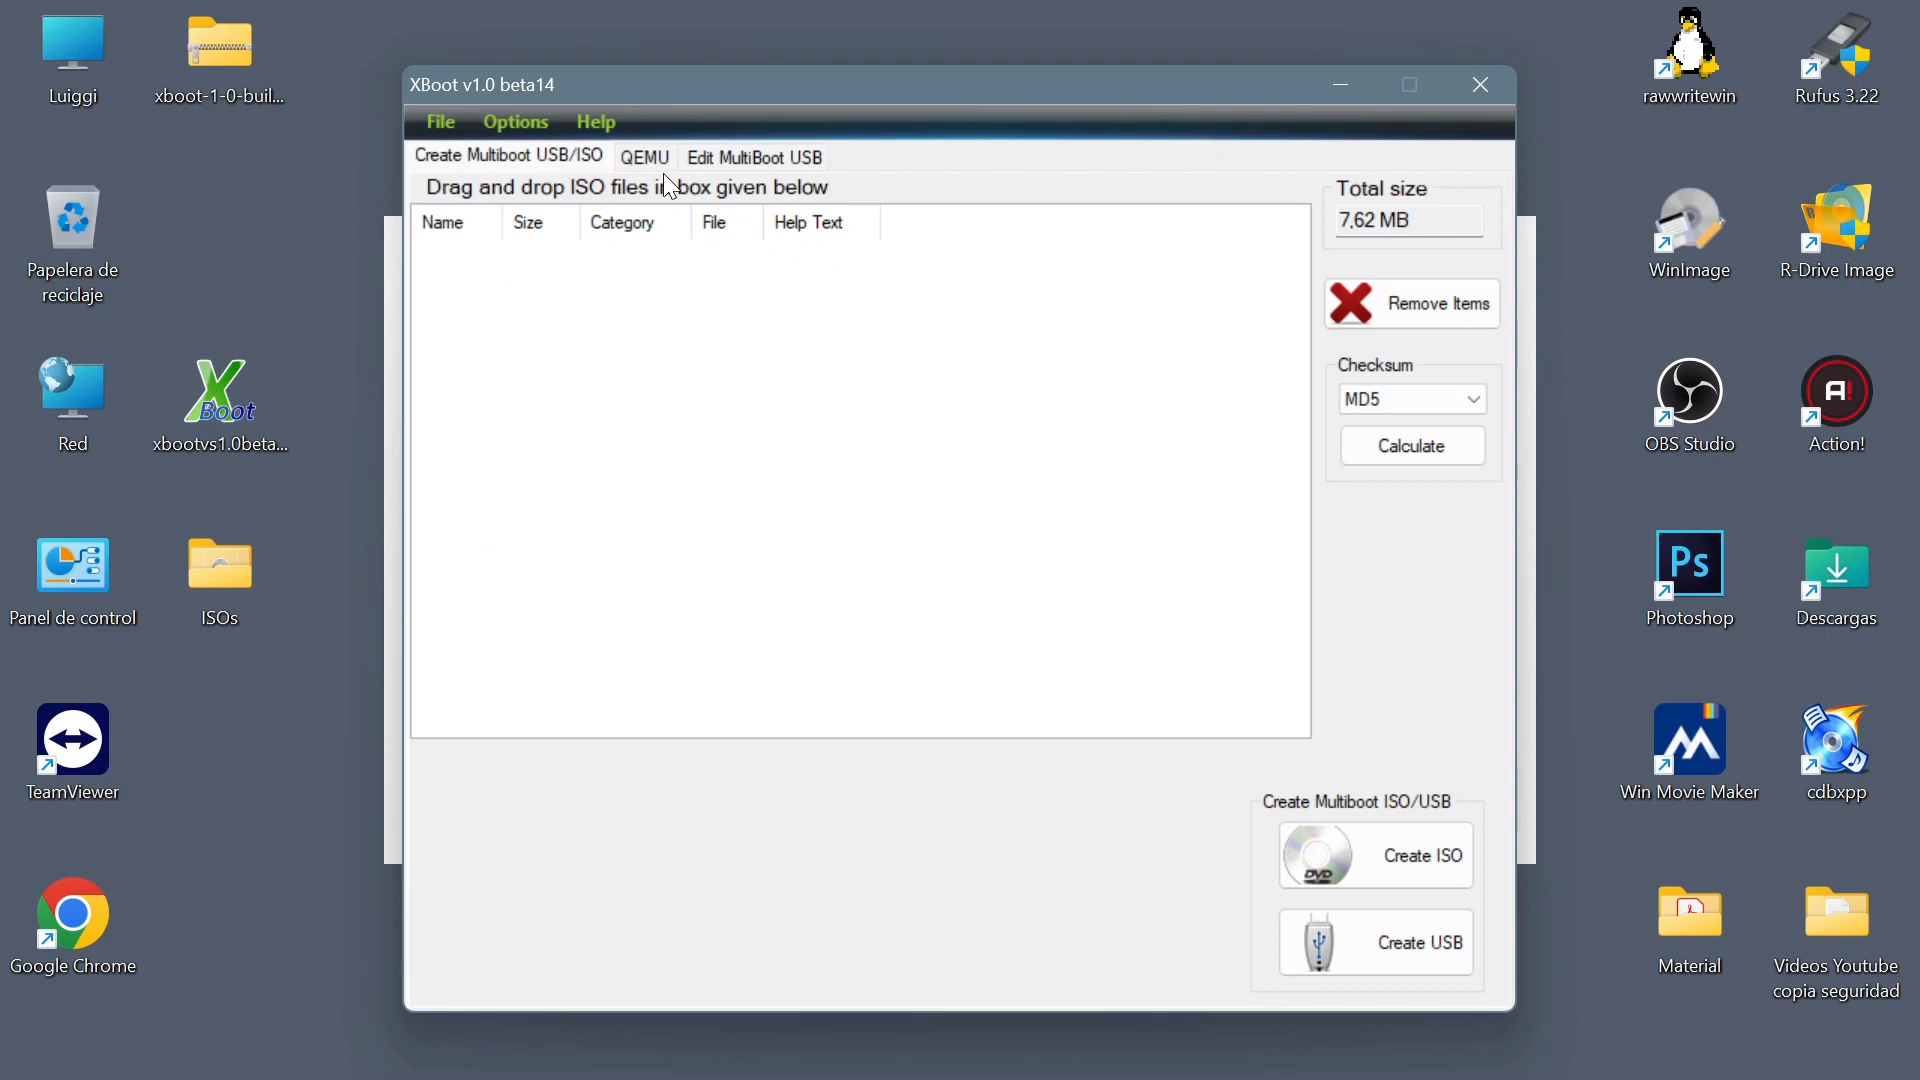 Luiggi
xboot-1-0-buil...
Papelera de
reciclaje
Red
xbootvs1.0beta...
XBoot
Panel de control
ISOs
TeamViewer
Google Chrome
XBoot v1.0 beta14
File Options Help
Create Multiboot USB/ISO QEMU Edit MultiBoot USB
Drag and drop ISO files in box given below
Name Size Category File Help Text
Total size
7,62 MB
Remove Items
Checksum
MD5
Calculate
Create Multiboot ISO/USB
DVD
Create ISO
Create USB
rawwritewin
Rufus 3.22
WinImage
R-Drive Image
OBS Studio
A!
Action!
Ps
Photoshop
Descargas
Win Movie Maker
cdbxpp
Material
Videos Youtube
copia seguridad